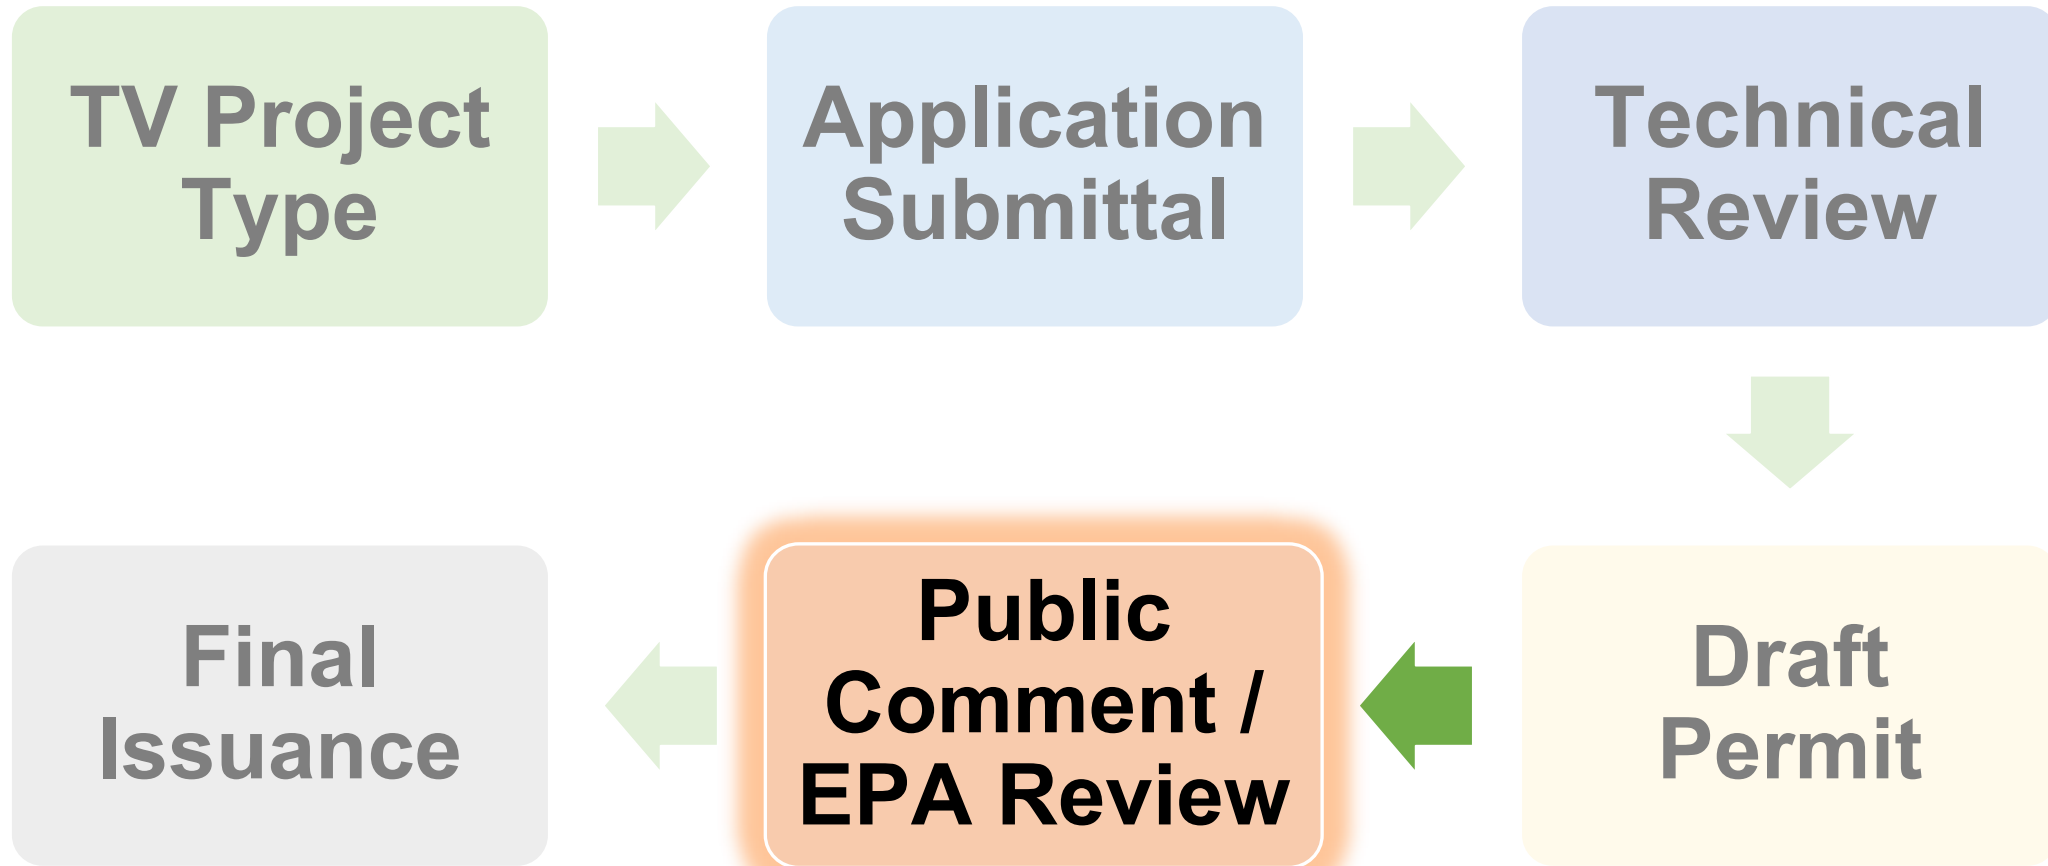 TV Project
Type
Application
Submittal
Technical
Review
Draft
Permit
Public
Comment /
EPA Review
Final
Issuance